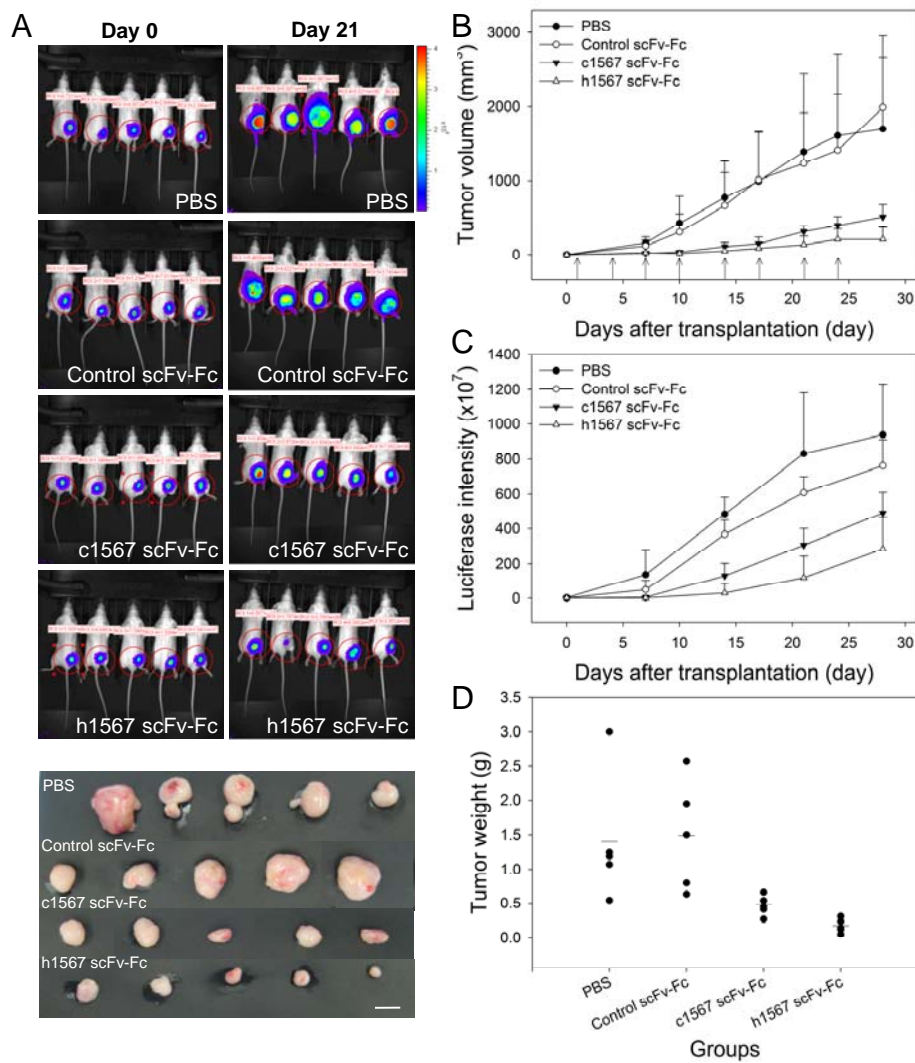 A
Day 0
Day 21
4
3
2
1
PBS
PBS
Control scFv-Fc
Control scFv-Fc
c1567 scFv-Fc
c1567 scFv-Fc
h1567 scFv-Fc
h1567 scFv-Fc
PBS
Control scFv-Fc
c1567 scFv-Fc
h1567 scFv-Fc
B
PBS
Control scFv-Fc
c1567 scFv-Fc
h1567 scFv-Fc
Tumor volume (mm³)
3000
2000
1000
0
0 5 10 15 20 25 30
Days after transplantation (day)
C
PBS
Control scFv-Fc
c1567 scFv-Fc
h1567 scFv-Fc
Luciferase intensity (x10⁷)
1400
1200
1000
800
600
400
200
0
0 5 10 15 20 25 30
Days after transplantation (day)
D
Tumor weight (g)
3.5
3.0
2.5
2.0
1.5
1.0
0.5
0.0
PBS
Control scFv-Fc
c1567 scFv-Fc
h1567 scFv-Fc
Groups